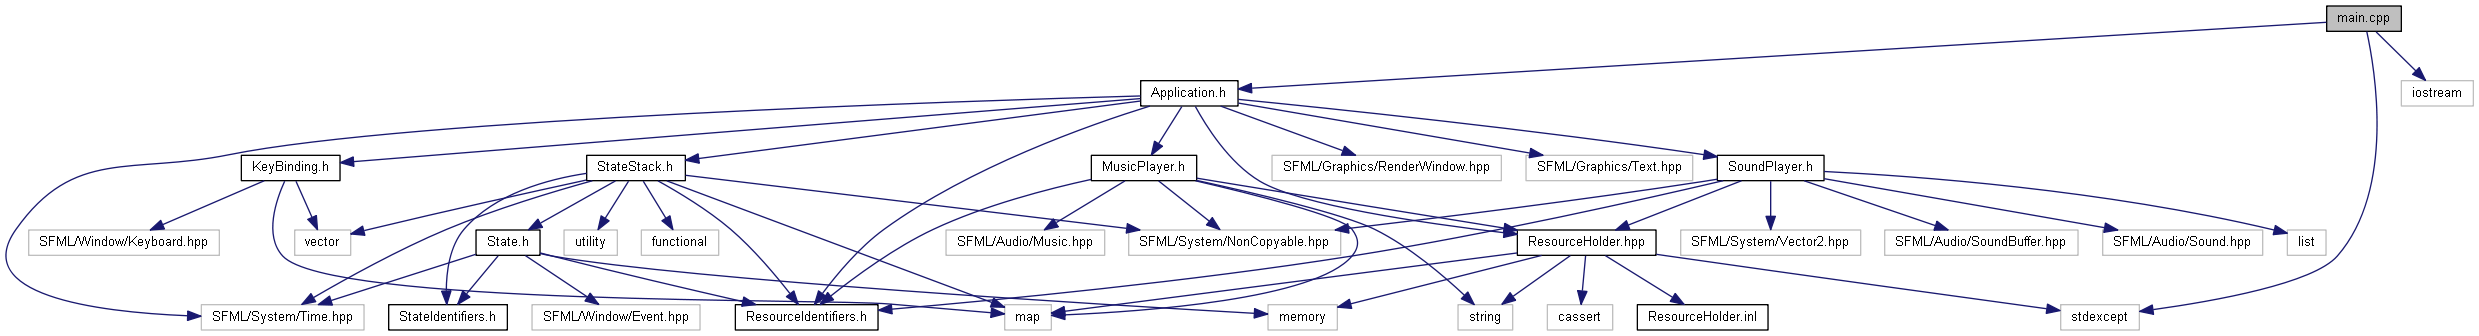 main.cpp
Application.h
iostream
KeyBinding.h
StateStack.h
MusicPlayer.h
SFML/Graphics/RenderWindow.hpp
SFML/Graphics/Text.hpp
SoundPlayer.h
SFML/Window/Keyboard.hpp
vector
State.h
utility
functional
SFML/Audio/Music.hpp
SFML/System/NonCopyable.hpp
ResourceHolder.hpp
SFML/System/Vector2.hpp
SFML/Audio/SoundBuffer.hpp
SFML/Audio/Sound.hpp
list
SFML/System/Time.hpp
StateIdentifiers.h
SFML/Window/Event.hpp
ResourceIdentifiers.h
map
memory
string
cassert
ResourceHolder.inl
stdexcept